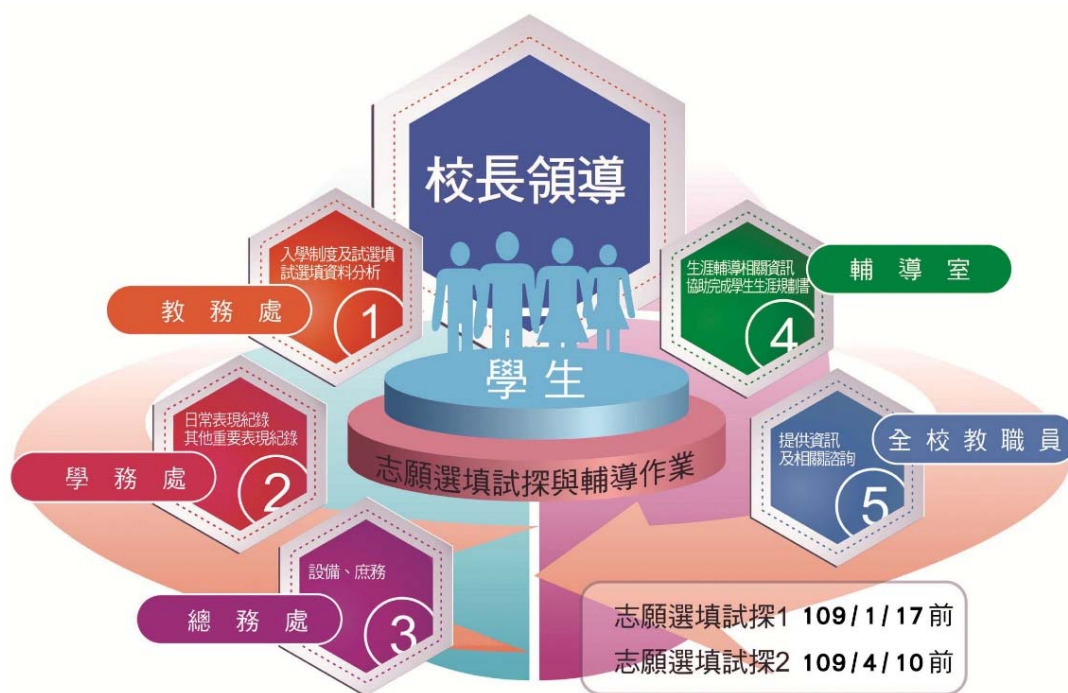 校長領導
入學制度及試選填
試選填資料分析
教務處
1
日常表現紀錄
其他重要表現紀錄
學務處
2
設備、庶務
總務處
3
生涯輔導相關資訊
協助完成學生生涯規劃書
輔導室
4
提供資訊
及相關諮詢
全校教職員
5
學生
志願選填試探與輔導作業
志願選填試探1 109/1/17前
志願選填試探2 109/4/10前